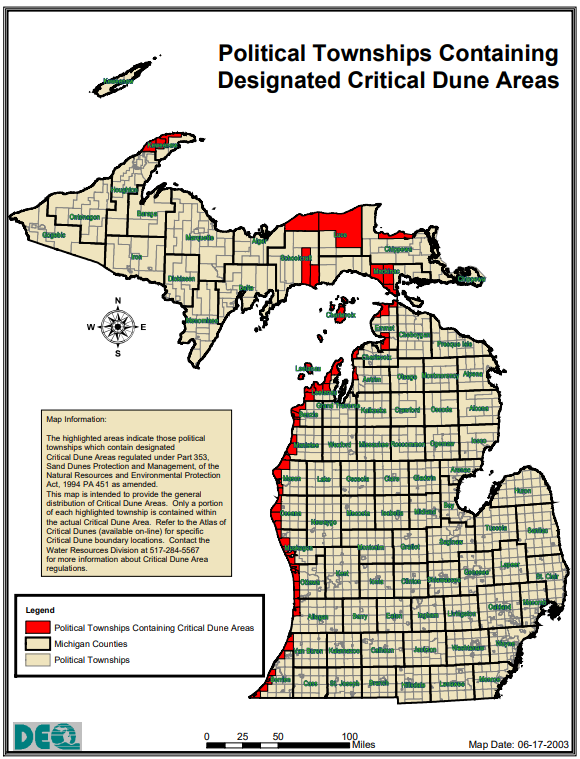 Political Townships Containing
Designated Critical Dune Areas
Keweenaw
Houghton
Ontonagon
Baraga
Gogebic
Marquette
Iron
Alger
Luce
Schoolcraft
Chippewa
Dickinson
Delta
Mackinac
Menominee
Charlevoix
Emmet
Cheboygan
Presque Isle
Charlevoix
Leelanau
Antrim
Otsego
Montmorency
Alpena
Grand Traverse
Kalkaska
Crawford
Oscoda
Alcona
Benzie
Manistee
Wexford
Missaukee
Roscommon
Ogemaw
Iosco
Arenac
Mason
Lake
Osceola
Clare
Gladwin
Huron
Oceana
Newaygo
Mecosta
Isabella
Midland
Bay
Tuscola
Sanilac
Muskegon
Montcalm
Gratiot
Saginaw
Kent
Ottawa
Ionia
Clinton
Shiawassee
Genesee
Lapeer
St. Clair
Allegan
Barry
Eaton
Ingham
Livingston
Oakland
Macomb
Van Buren
Kalamazoo
Calhoun
Jackson
Washtenaw
Wayne
Berrien
Cass
St. Joseph
Branch
Hillsdale
Lenawee
Monroe
N
W
E
S
Map Information:
The highlighted areas indicate those political
townships which contain designated
Critical Dune Areas regulated under Part 353,
Sand Dunes Protection and Management, of the
Natural Resources and Environmental Protection
Act, 1994 PA 451 as amended.
This map is intended to provide the general
distribution of Critical Dune Areas.  Only a portion
of each highlighted township is contained within
the actual Critical Dune Area.  Refer to the Atlas of
Critical Dunes (available on-line) for specific
Critical Dune boundary locations.  Contact the
Water Resources Division at 517-284-5567
for more information about Critical Dune Area
regulations.
Legend
Political Townships Containing Critical Dune Areas
Michigan Counties
Political Townships
DEQ
0 25 50 100
Miles
Map Date: 06-17-2003